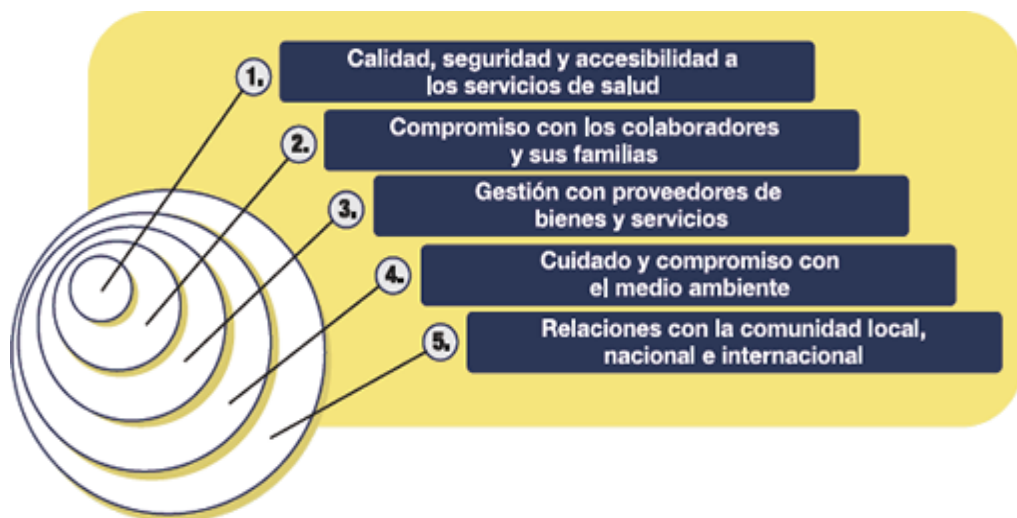 1. Calidad, seguridad y accesibilidad a
los servicios de salud
2. Compromiso con los colaboradores
y sus familias
3. Gestión con proveedores de
bienes y servicios
4. Cuidado y compromiso con
el medio ambiente
5. Relaciones con la comunidad local,
nacional e internacional